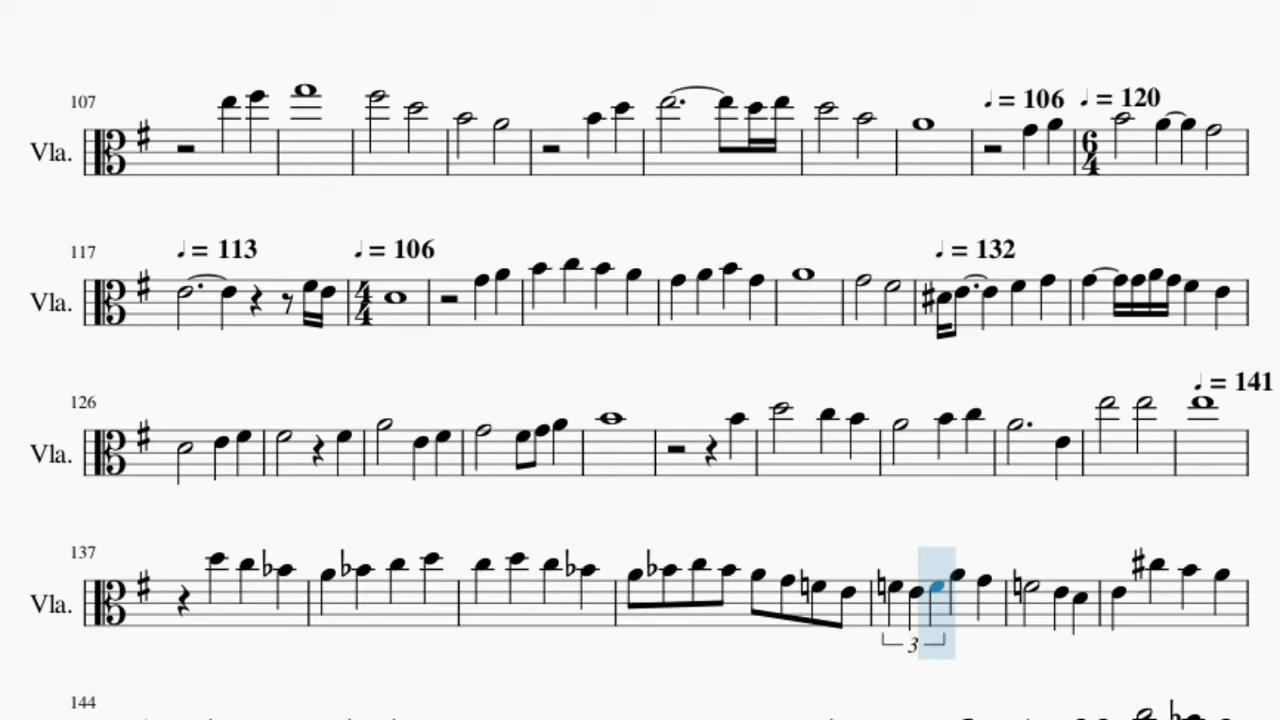 107
♩ = 106 ♩ = 120
Vla.
6
4
117
♩ = 113 ♩ = 106 ♩ = 132
Vla.
4
4
126
♩ = 141
Vla.
137
Vla.
3
144